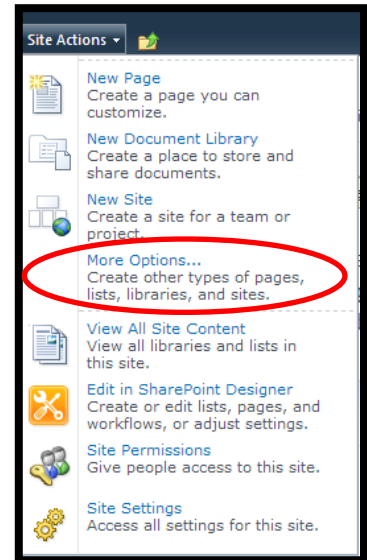 Site Actions
New Page
Create a page you can
customize.
New Document Library
Create a place to store and
share documents.
New Site
Create a site for a team or
project.
More Options...
Create other types of pages,
lists, libraries, and sites.
View All Site Content
View all libraries and lists in
this site.
Edit in SharePoint Designer
Create or edit lists, pages, and
workflows, or adjust settings.
Site Permissions
Give people access to this site.
Site Settings
Access all settings for this site.